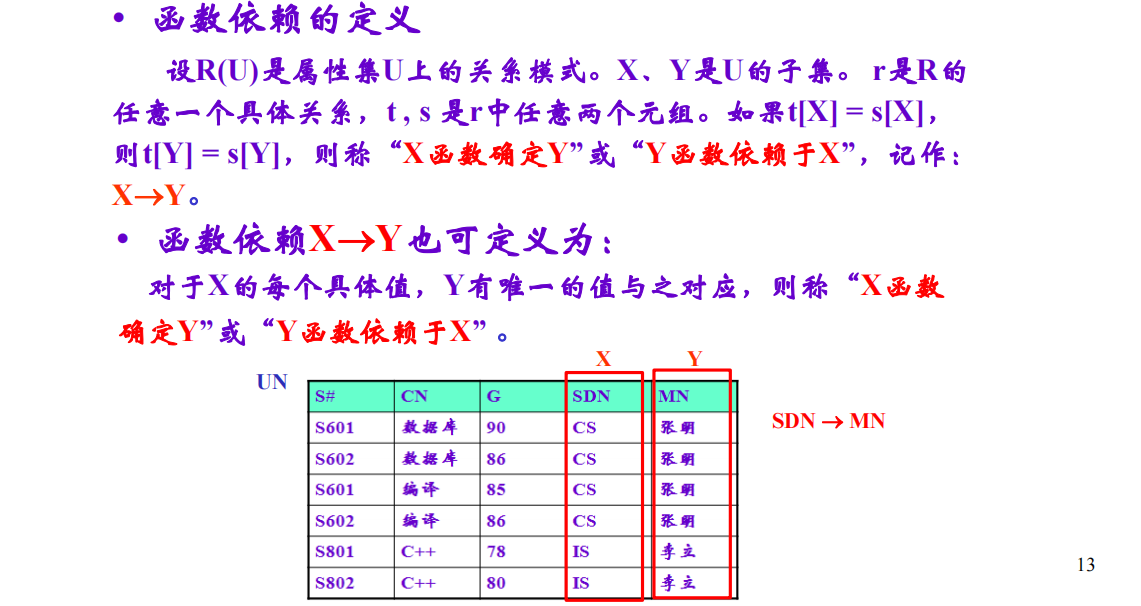 • 函数依赖的定义
设R(U)是属性集U上的关系模式。X、Y是U的子集。 r是R的
任意一个具体关系，t , s 是r中任意两个元组。如果t[X] = s[X]，
则t[Y] = s[Y]，则称“X函数确定Y”或“Y函数依赖于X”，记作：
X→Y。
• 函数依赖X→Y也可定义为：
对于X的每个具体值，Y有唯一的值与之对应，则称“X函数
确定Y”或“Y函数依赖于X” 。
X Y
UN
S# CN G SDN MN
S601 数据库 90 CS 张明
S602 数据库 86 CS 张明
S601 编译 85 CS 张明
S602 编译 86 CS 张明
S801 C++ 78 IS 李立
S802 C++ 80 IS 李立
SDN → MN
13